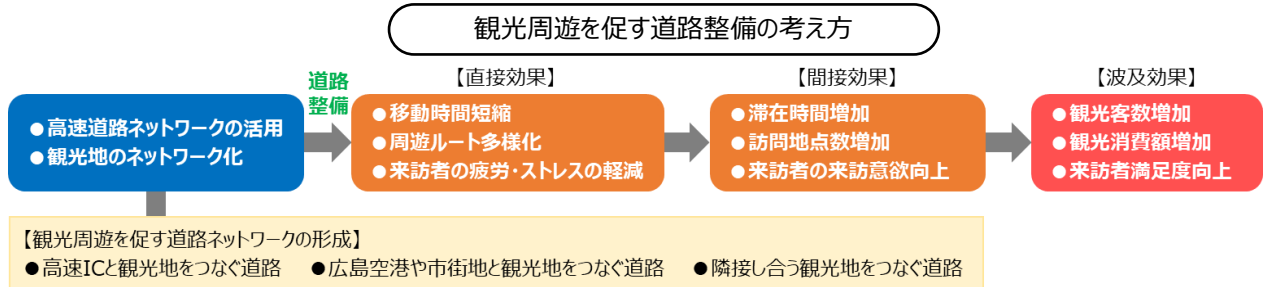 観光周遊を促す道路整備の考え方
道路
整備
【直接効果】
【間接効果】
【波及効果】
●高速道路ネットワークの活用
●観光地のネットワーク化
●移動時間短縮
●周遊ルート多様化
●来訪者の疲労・ストレスの軽減
●滞在時間増加
●訪問地点数増加
●来訪者の来訪意欲向上
●観光客数増加
●観光消費額増加
●来訪者満足度向上
【観光周遊を促す道路ネットワークの形成】
●高速ICと観光地をつなぐ道路 ●広島空港や市街地と観光地をつなぐ道路 ●隣接し合う観光地をつなぐ道路